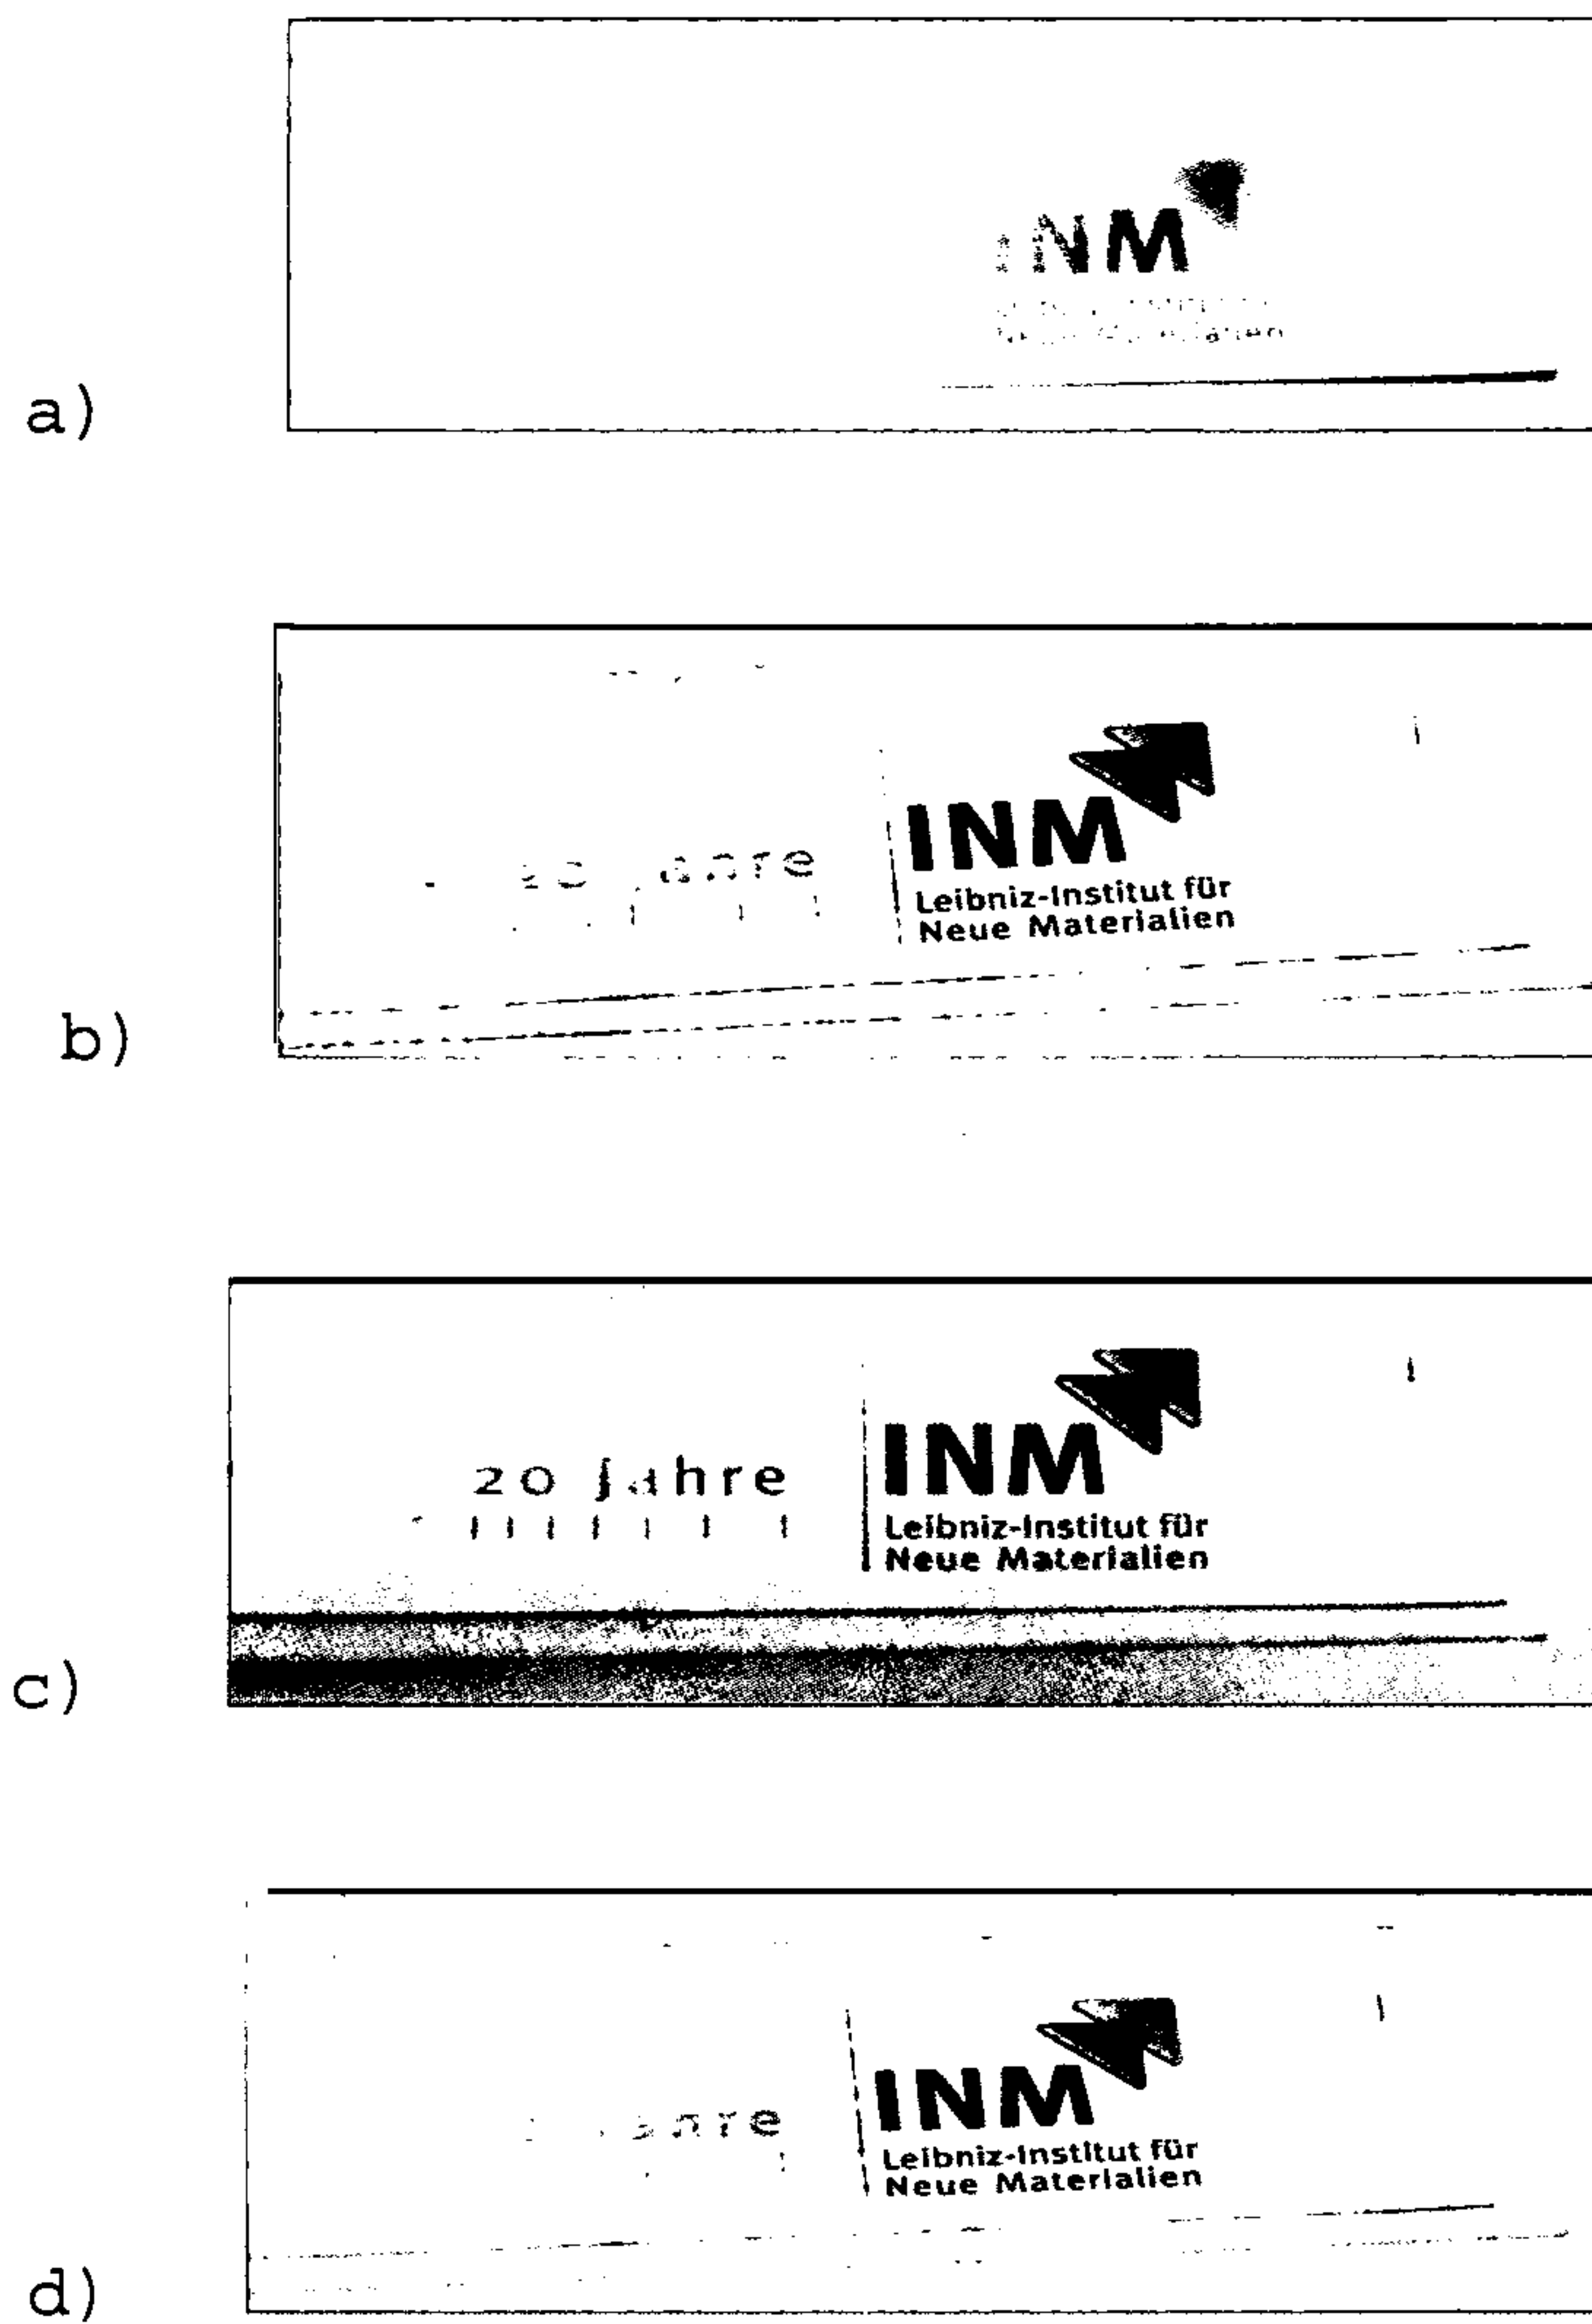 a)
INM
b)
INM
Leibniz-Institut für
Neue Materialien
c)
20 Jahre
INM
Leibniz-Institut für
Neue Materialien
d)
INM
Leibniz-Institut für
Neue Materialien